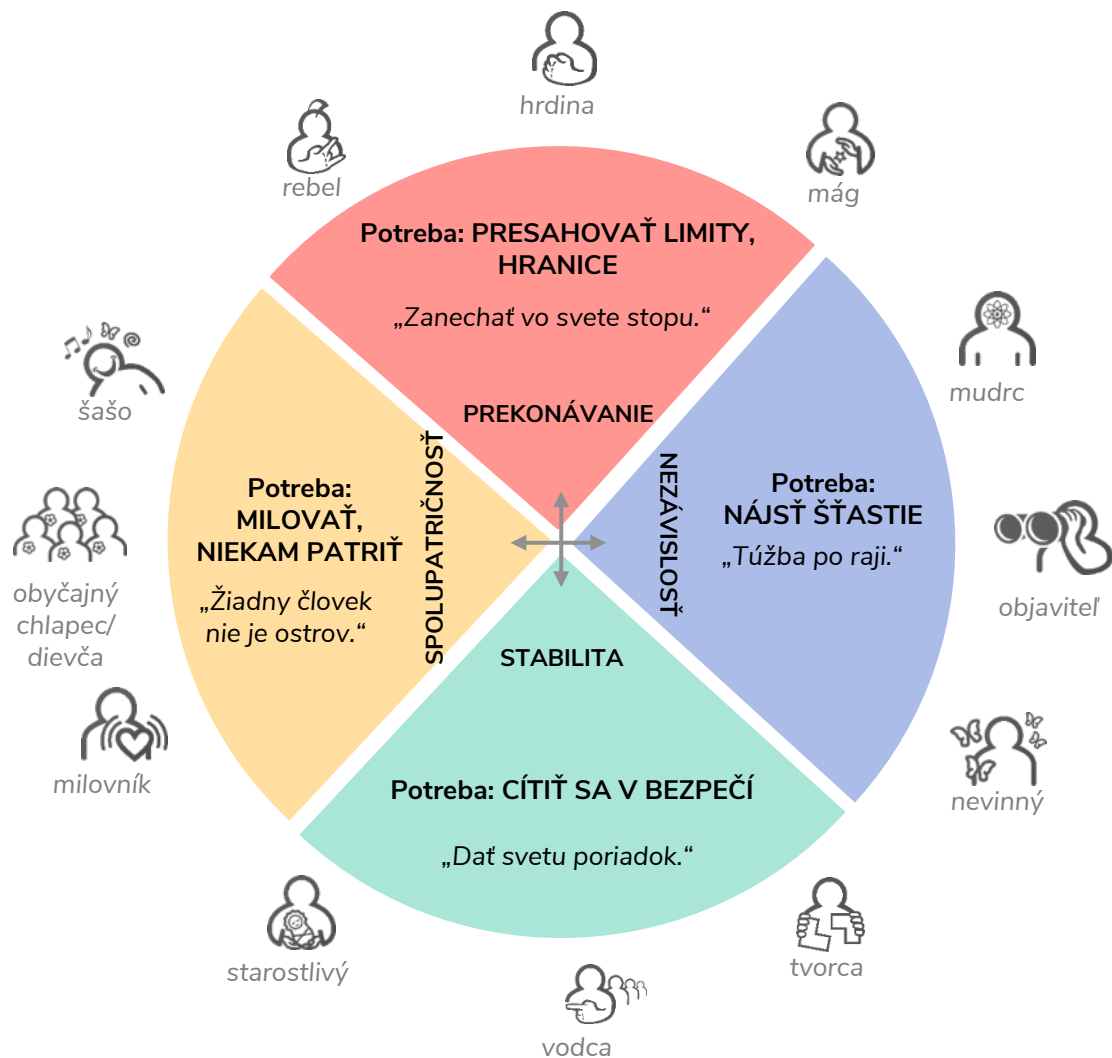 hrdina
rebel
mág
Potreba: PRESAHOVAŤ LIMITY,
HRANICE
„Zanechať vo svete stopu.“
PREKONÁVANIE
šašo
mudrc
SPOLUPATRIČNOSŤ
NEZÁVISLOSŤ
Potreba:
MILOVAŤ,
NIEKAM PATRIŤ
„Žiadny človek
nie je ostrov.“
Potreba:
NÁJSŤ ŠŤASTIE
„Túžba po raji.“
obyčajný
chlapec/
dievča
objaviteľ
STABILITA
milovník
nevinný
Potreba: CÍTIŤ SA V BEZPEČÍ
„Dať svetu poriadok.“
starostlivý
tvorca
vodca